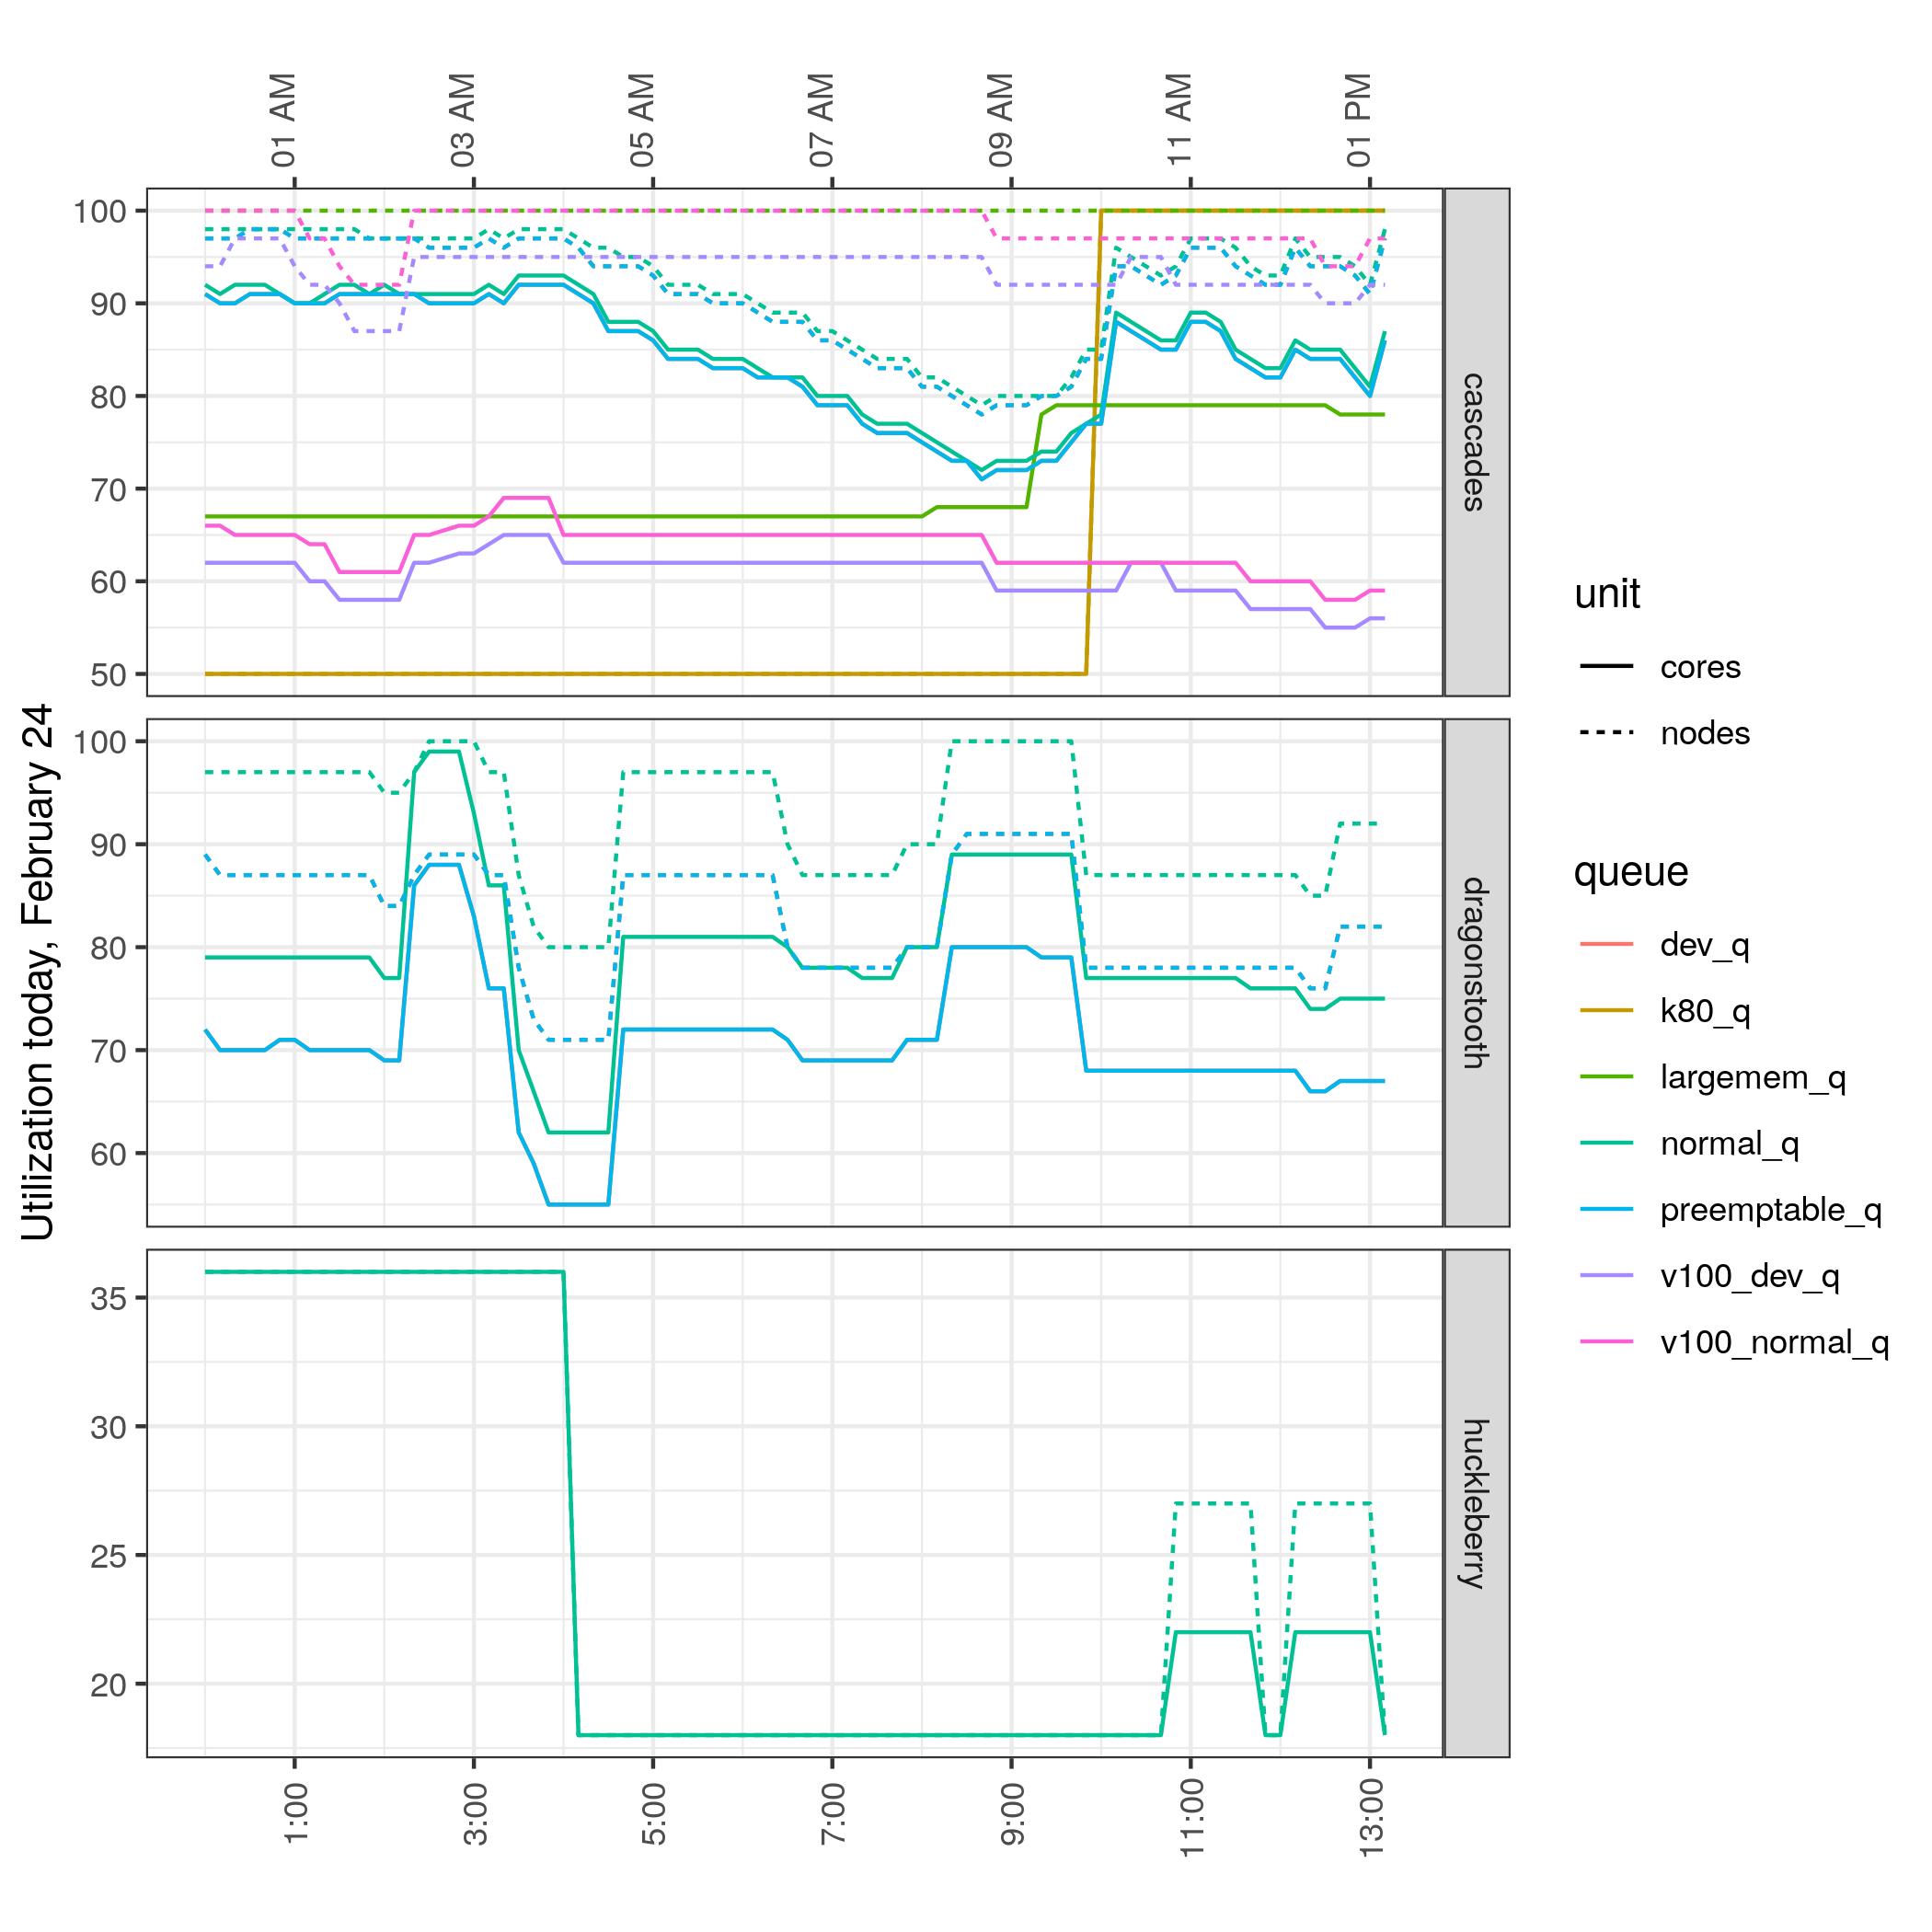 01 AM
03 AM
05 AM
07 AM
09 AM
11 AM
01 PM
100
90
80
70
60
50
cascades
100
90
80
70
60
dragonstooth
35
30
25
20
huckleberry
1:00
3:00
5:00
7:00
9:00
11:00
13:00
Utilization today, February 24
unit
cores
nodes
queue
dev_q
k80_q
largemem_q
normal_q
preemptable_q
v100_dev_q
v100_normal_q